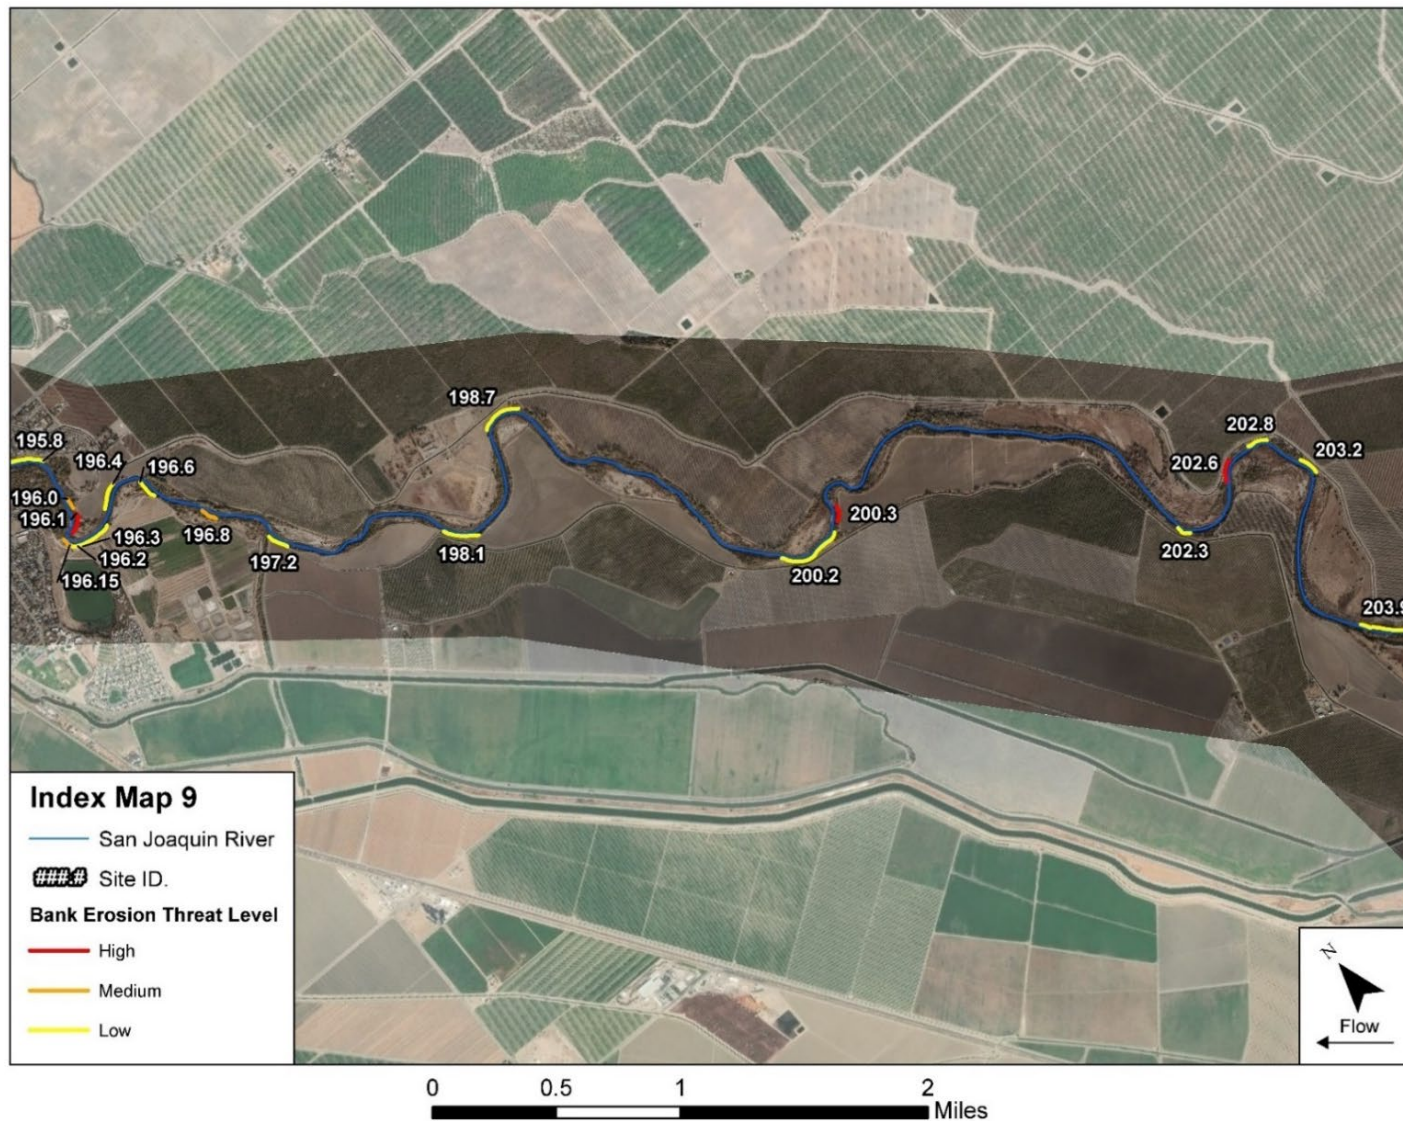 198.7
195.8
196.4
196.6
202.8
203.2
202.6
196.0
196.1
200.3
196.8
196.3
197.2
198.1
202.3
196.2
200.2
196.15
203.9
Index Map 9
San Joaquin River
###.# Site ID.
Bank Erosion Threat Level
High
Medium
Low
N
Flow
0 0.5 1 2
Miles